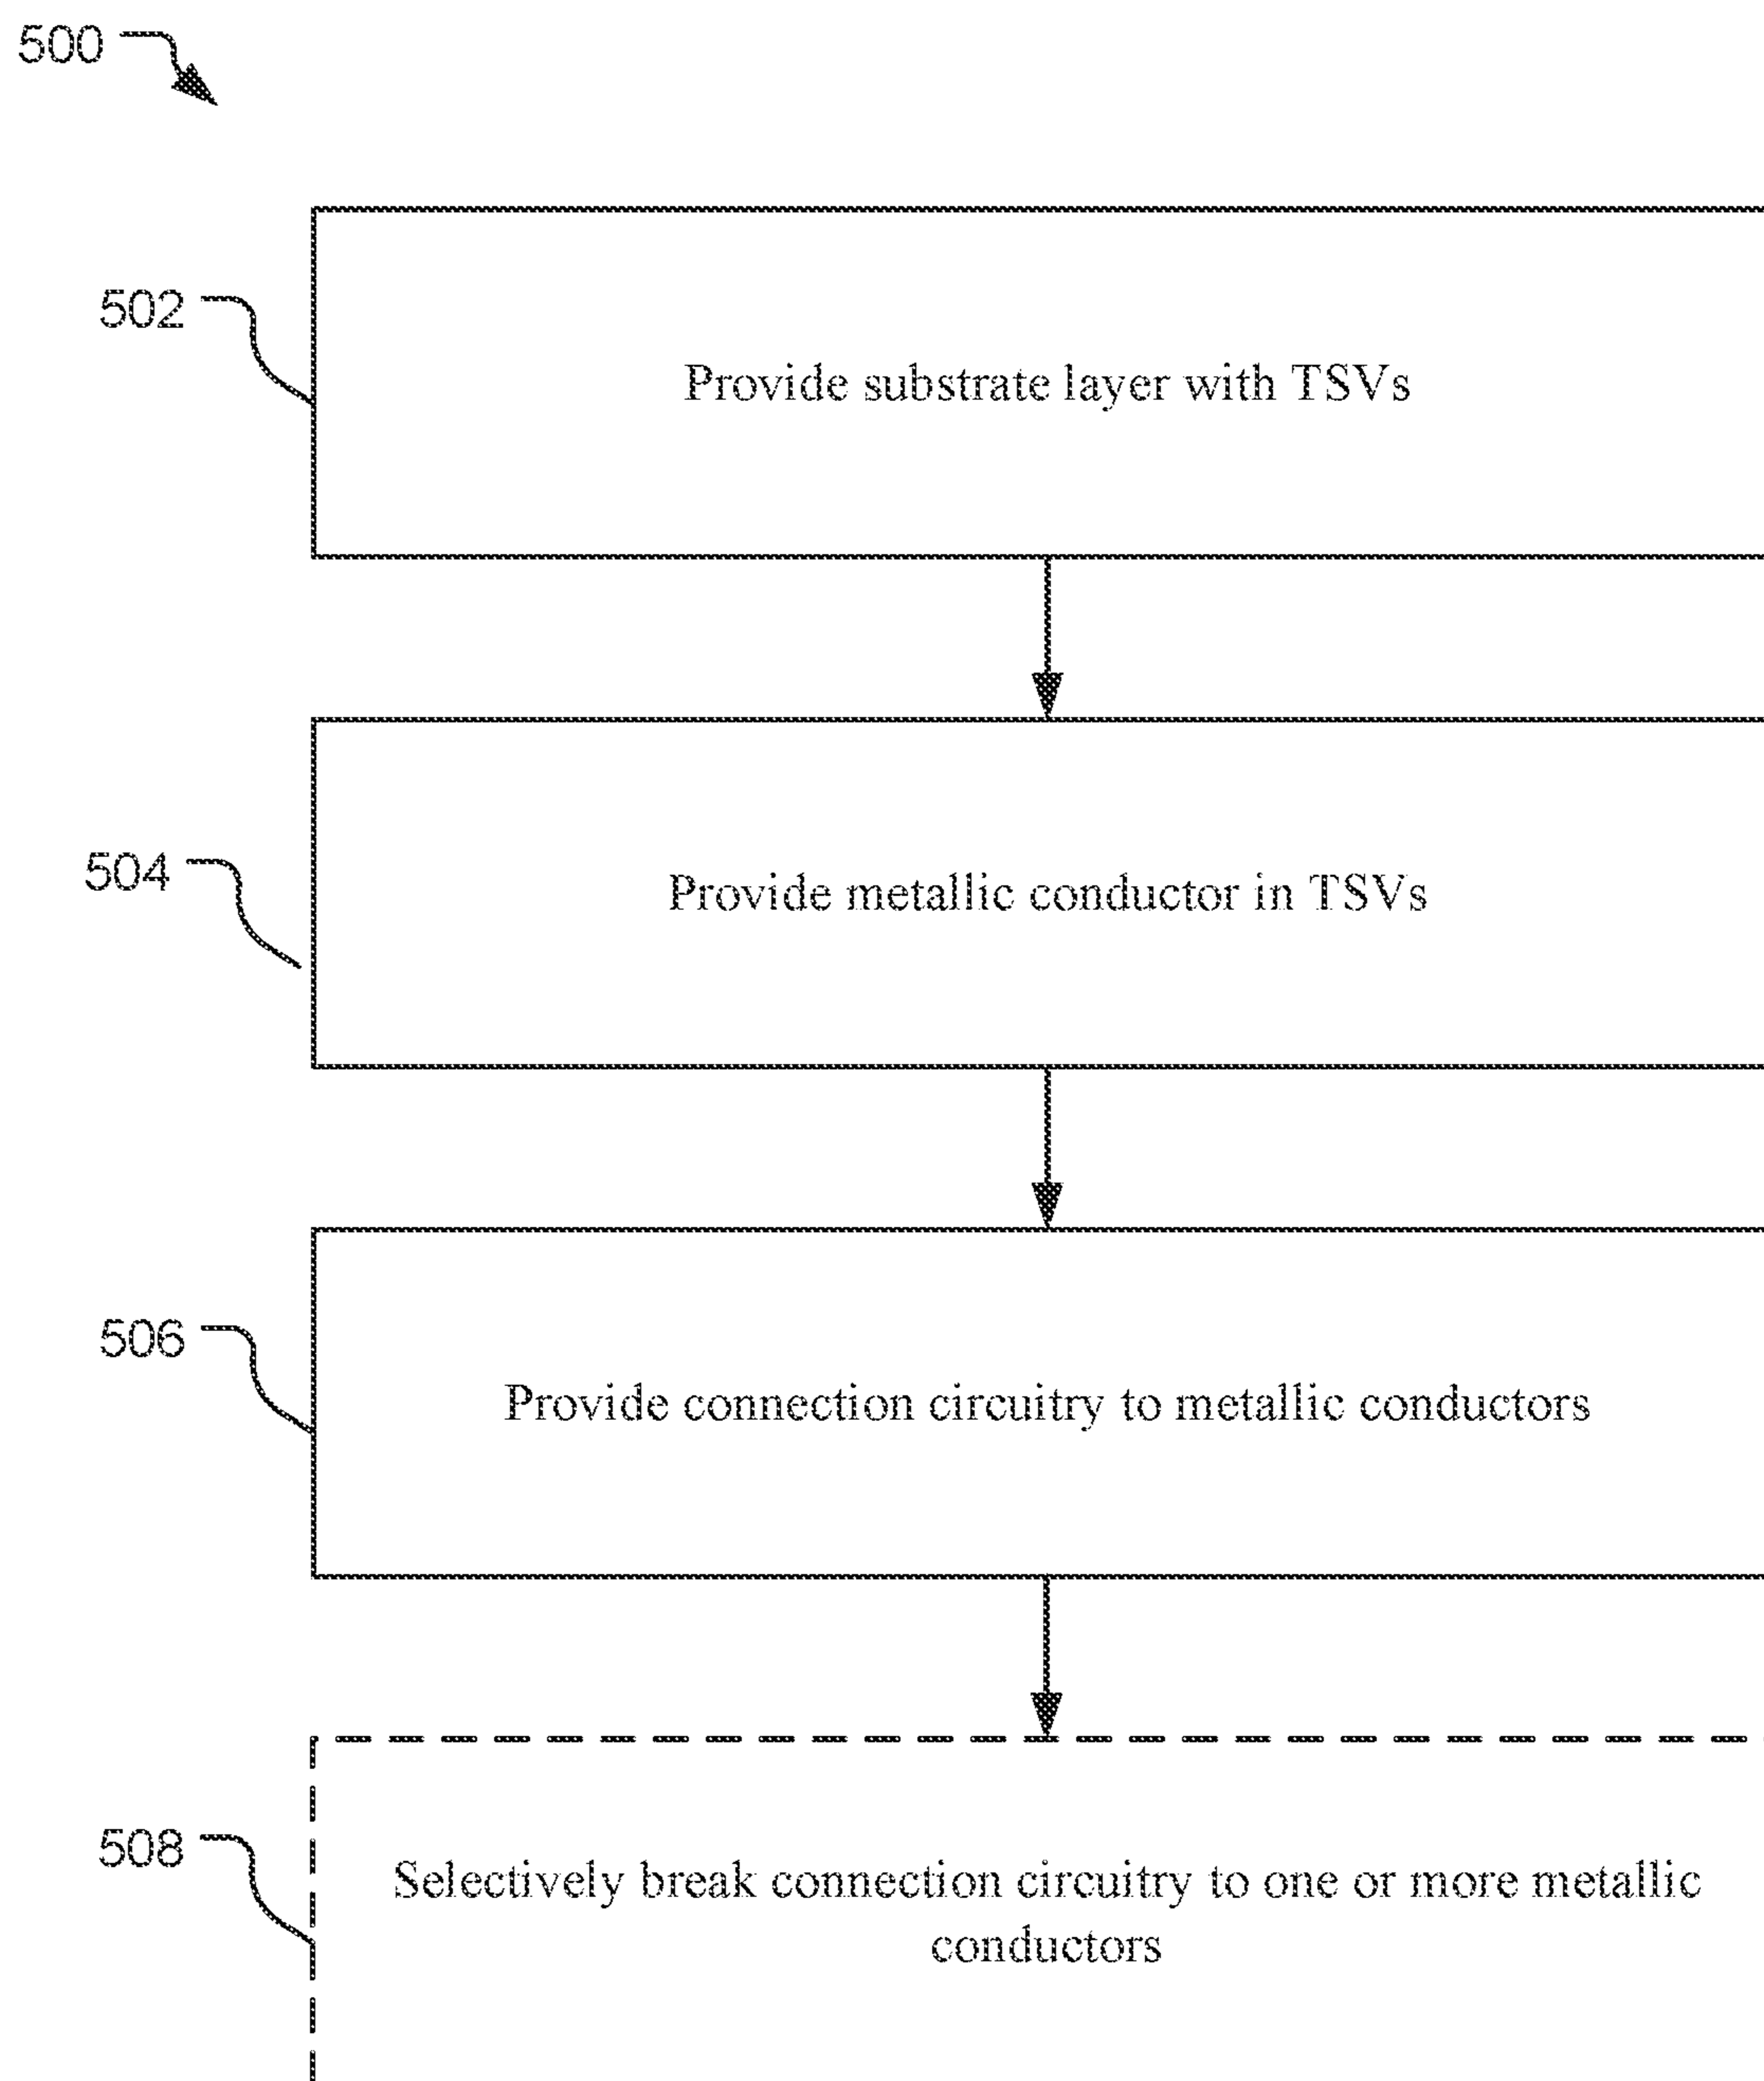 500
502
Provide substrate layer with TSVs
504
Provide metallic conductor in TSVs
506
Provide connection circuitry to metallic conductors
508
Selectively break connection circuitry to one or more metallic
conductors